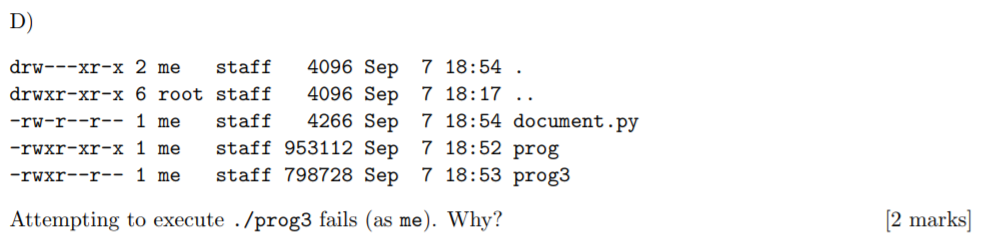 D)
drw---xr-x 2 me   staff   4096 Sep  7 18:54 .
drwxr-xr-x 6 root staff   4096 Sep  7 18:17 ..
-rw-r--r-- 1 me   staff   4266 Sep  7 18:54 document.py
-rwxr-xr-x 1 me   staff 953112 Sep  7 18:52 prog
-rwxr--r-- 1 me   staff 798728 Sep  7 18:53 prog3
Attempting to execute ./prog3 fails (as me). Why? [2 marks]